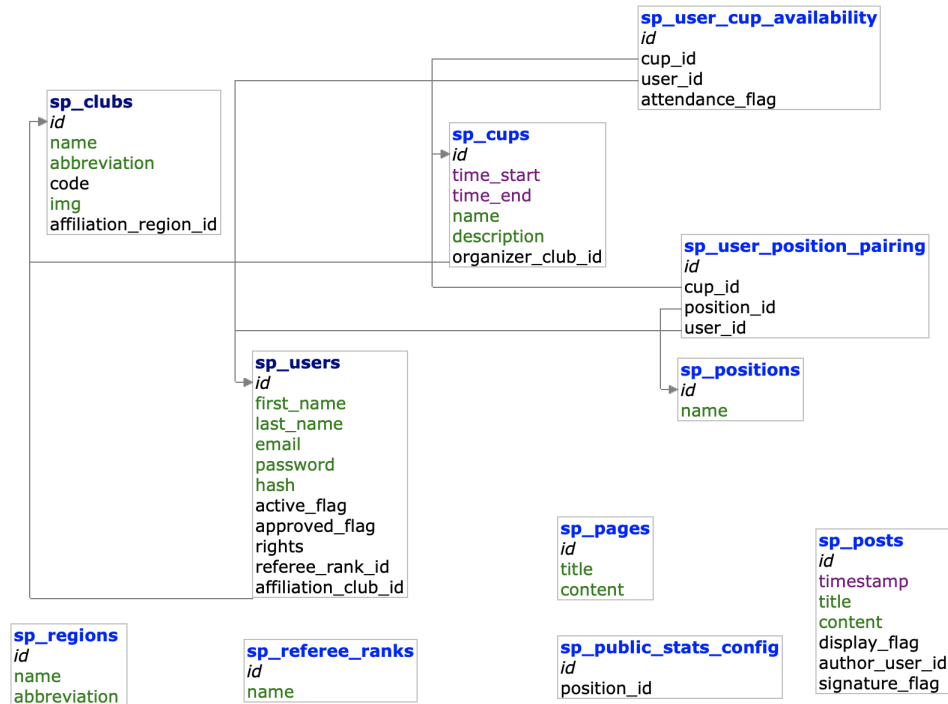 sp_user_cup_availability
id
cup_id
user_id
attendance_flag
sp_clubs
id
name
abbreviation
code
img
affiliation_region_id
sp_cups
id
time_start
time_end
name
description
organizer_club_id
sp_user_position_pairing
id
cup_id
position_id
user_id
sp_users
id
first_name
last_name
email
password
hash
active_flag
approved_flag
rights
referee_rank_id
affiliation_club_id
sp_positions
id
name
sp_pages
id
title
content
sp_posts
id
timestamp
title
content
display_flag
author_user_id
signature_flag
sp_regions
id
name
abbreviation
sp_referee_ranks
id
name
sp_public_stats_config
id
position_id